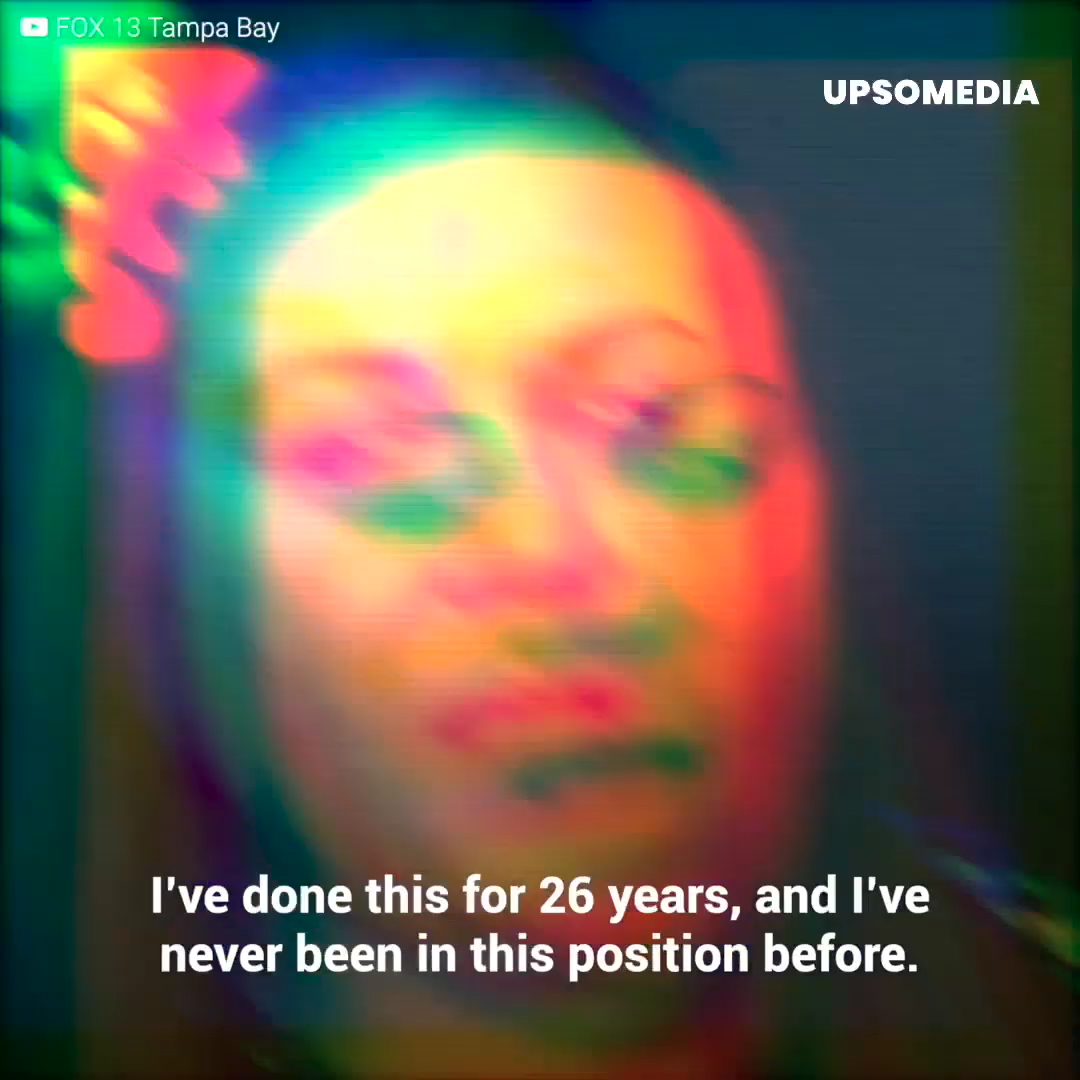 FOX 13 Tampa Bay
UPSOMEDIA
I've done this for 26 years, and I've
never been in this position before.